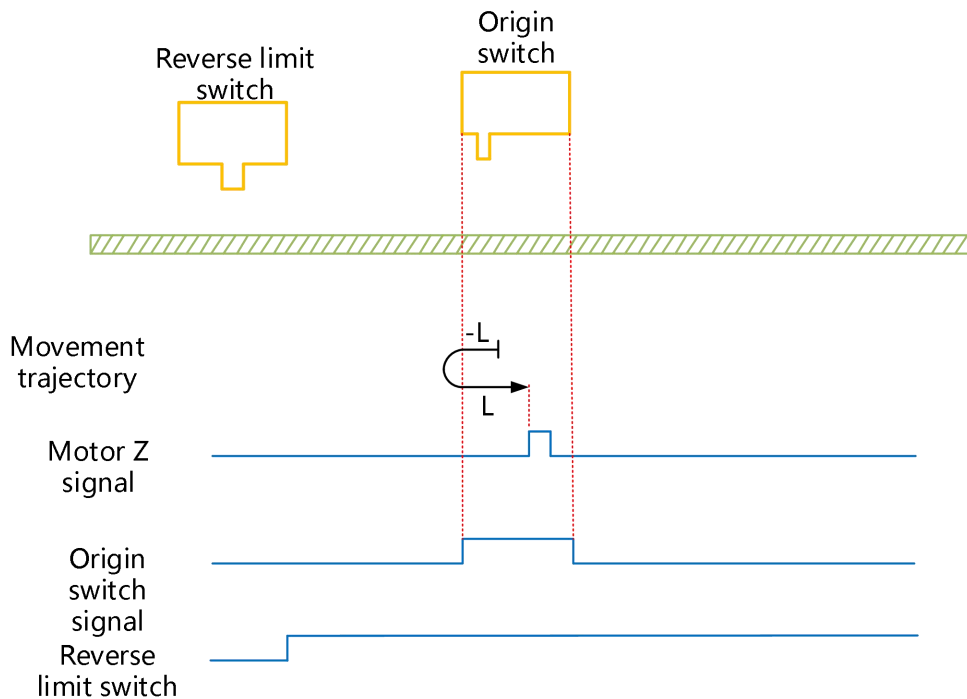 Origin
switch
Reverse limit
switch
-L
Movement
trajectory
L
Motor Z
signal
Origin
switch
signal
Reverse
limit switch